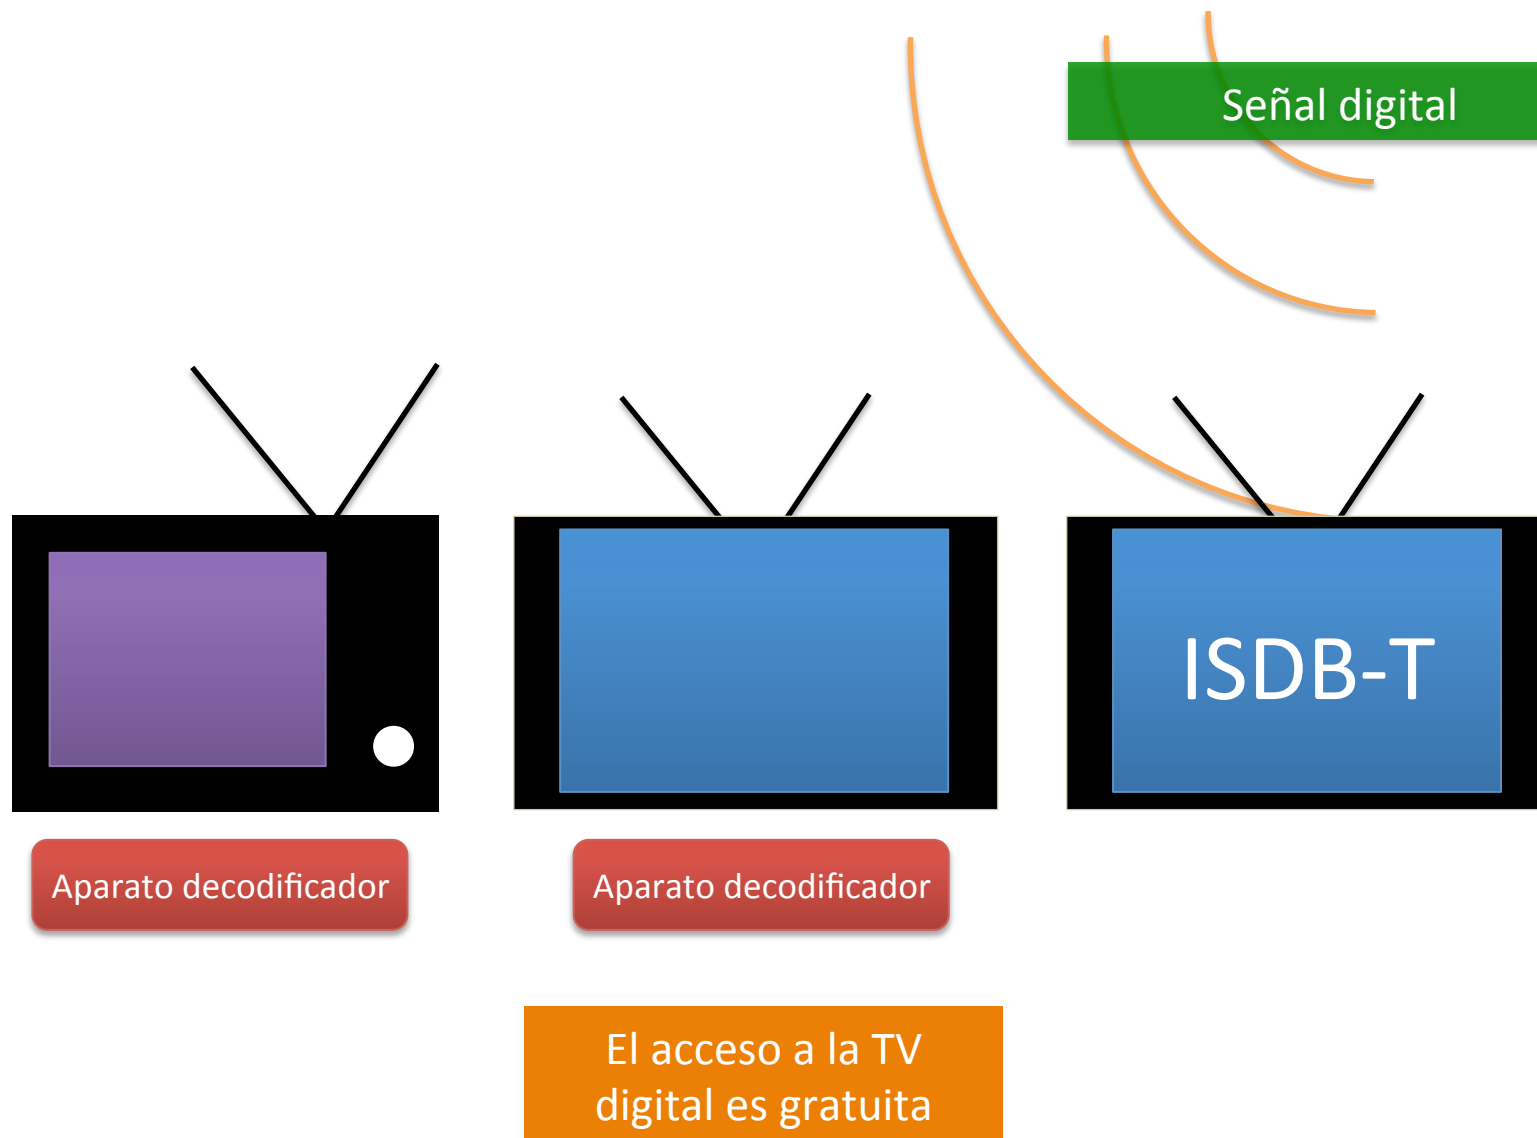 Señal digital
ISDB-T
Aparato decodificador
Aparato decodificador
El acceso a la TV
digital es gratuita